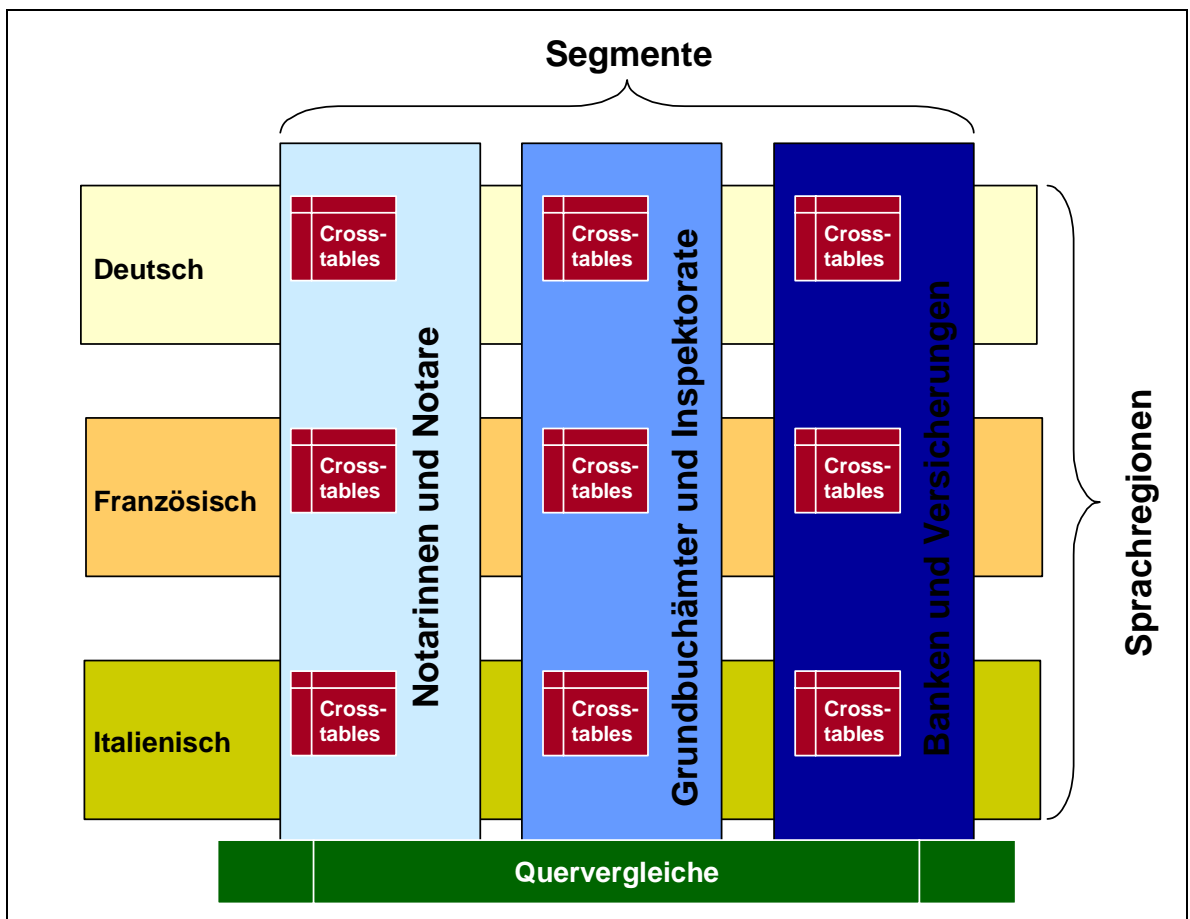 Segmente
Deutsch
Cross-
tables
Cross-
tables
Cross-
tables
Französisch
Cross-
tables
Cross-
tables
Cross-
tables
Italienisch
Cross-
tables
Cross-
tables
Cross-
tables
Notarinnen und Notare
Grundbuchämter und Inspektorate
Banken und Versicherungen
Sprachregionen
Quervergleiche